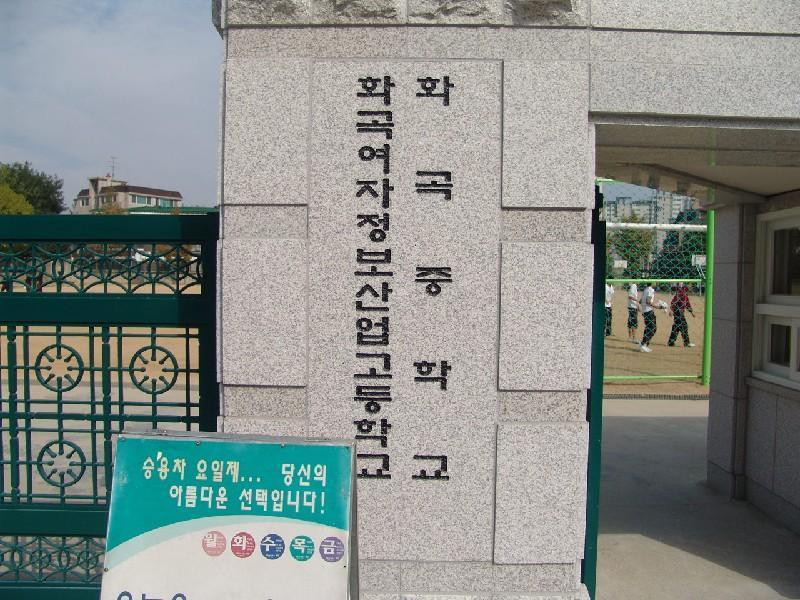 화국중학교
화국여자정보산업고등학교
승용차 요일제... 당신의
아름다운 선택입니다!
월 화 수 목 금